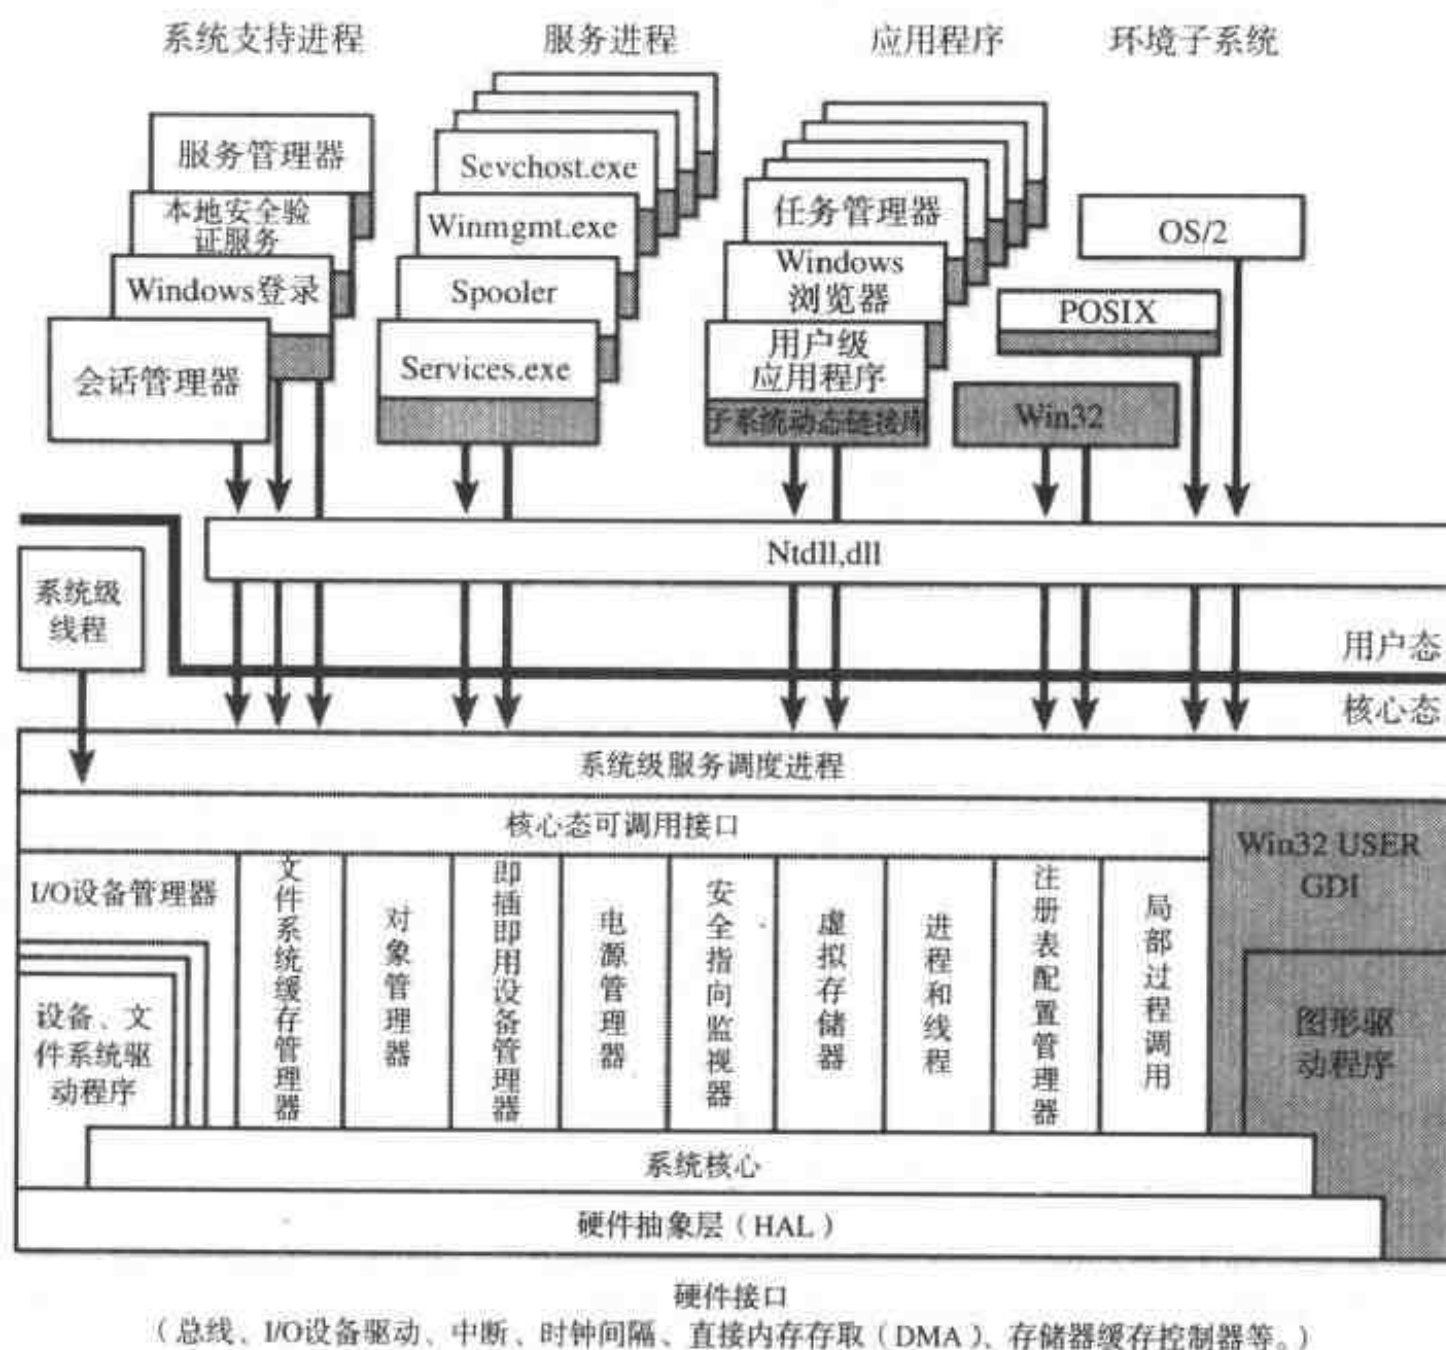 系统支持进程
服务进程
应用程序
环境子系统
服务管理器
本地安全验
证服务
Windows登录
会话管理器
Sevchost.exe
Winmgmt.exe
Spooler
Services.exe
任务管理器
Windows
浏览器
用户级
应用程序
子系统动态链接库
OS/2
POSIX
Win32
Ntdll,dll
系统级
线程
用户态
核心态
系统级服务调度进程
核心态可调用接口
Win32 USER
GDI
I/O设备管理器
设备、文
件系统驱
动程序
文件系统缓存管理器
对象管理器
即插即用设备管理器
电源管理器
安全指向监视器
虚拟存储器
进程和线程
注册表配置管理器
局部过程调用
图形驱
动程序
系统核心
硬件抽象层（HAL）
硬件接口
（总线、I/O设备驱动、中断、时钟间隔、直接内存存取（DMA）、存储器缓存控制器等。）